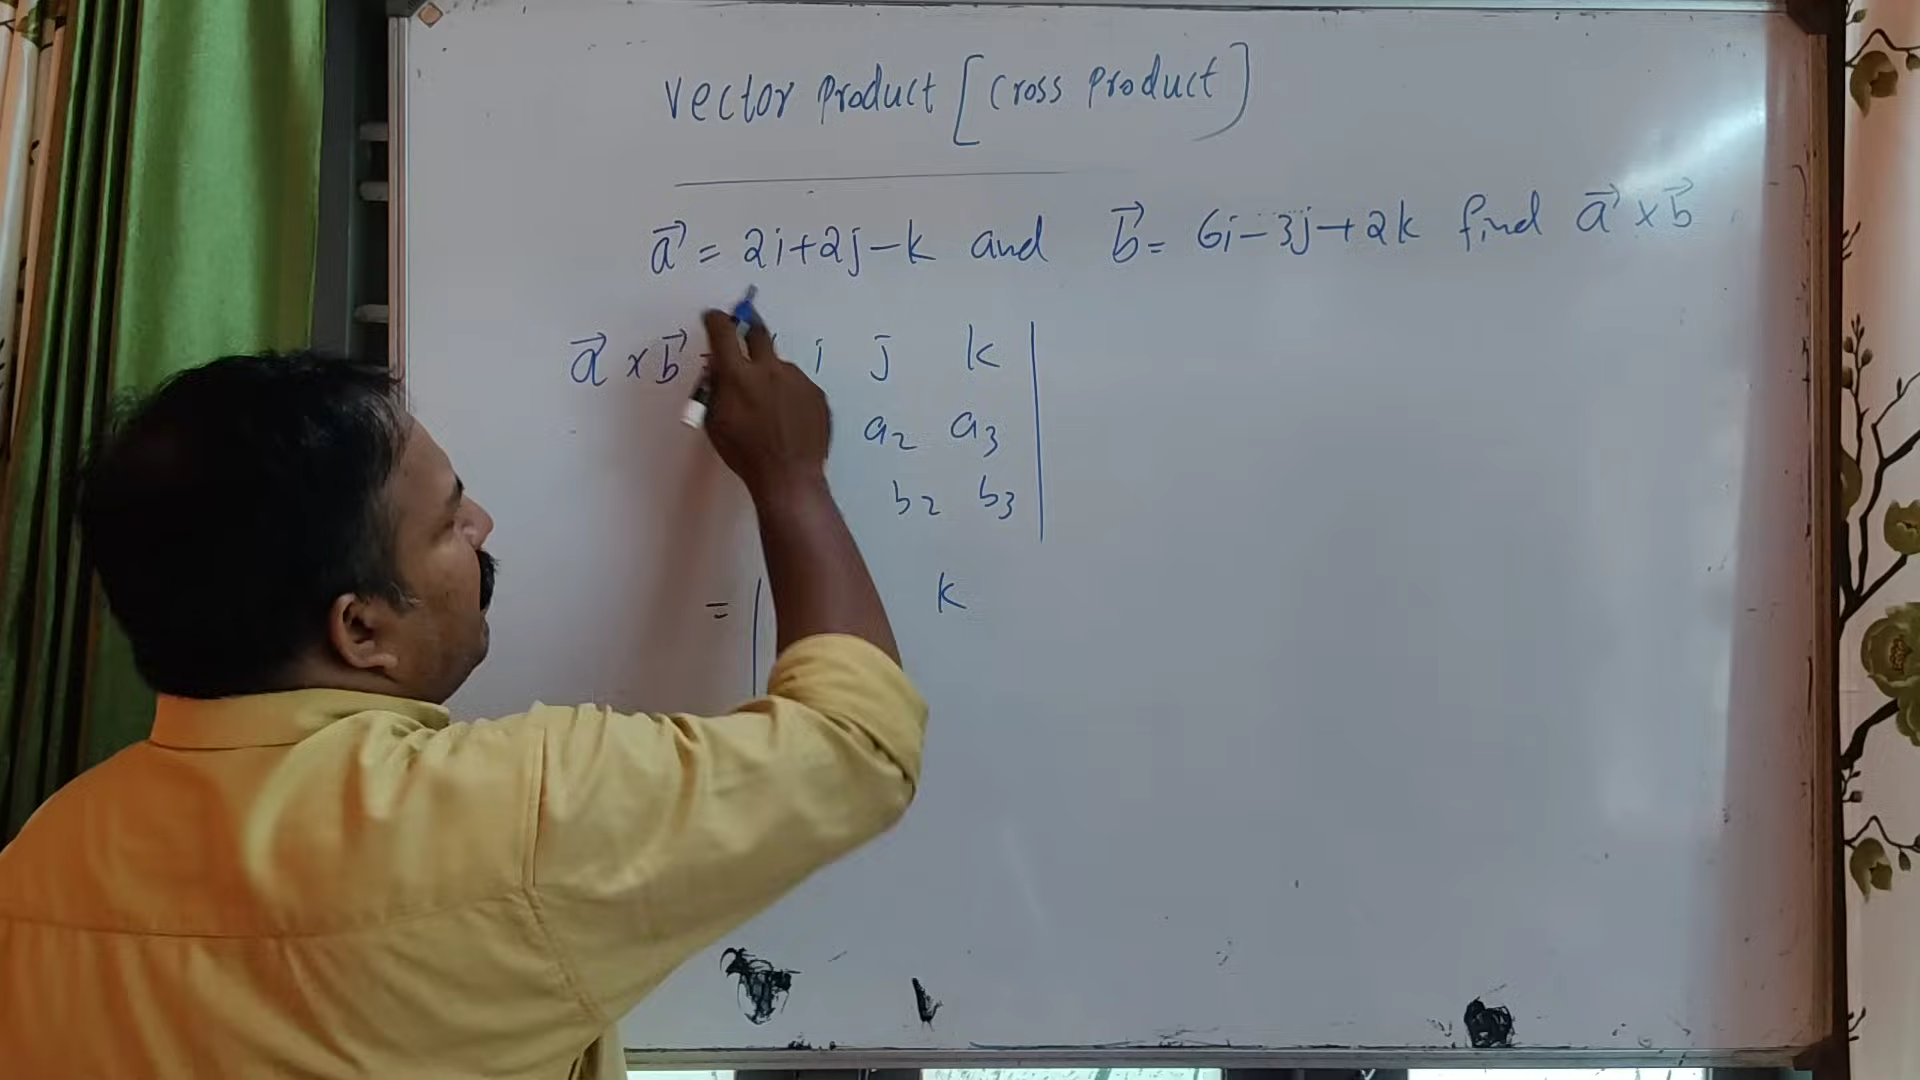 Vector product [Cross product]
a⃗ = 2i+2j-k and b⃗ = 6i-3j+2k find a⃗ x b⃗
a⃗ x b⃗ = | i j k |
a2 a3
b2 b3
= | k